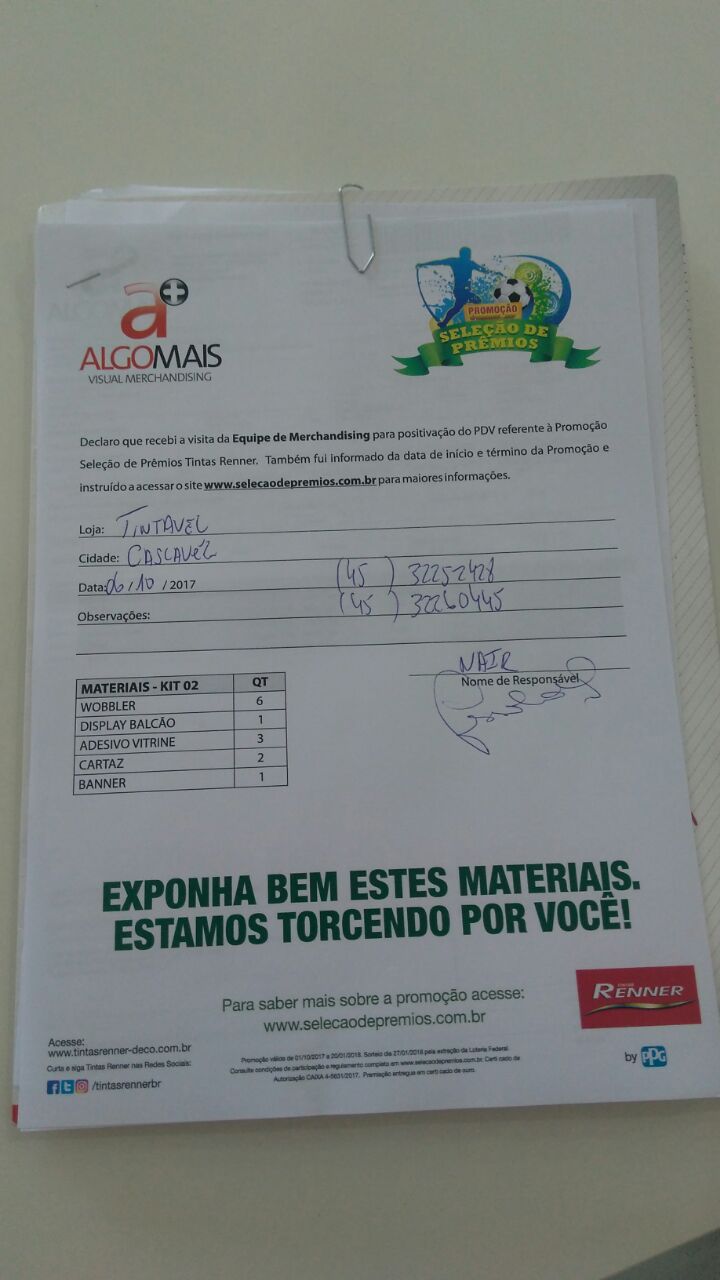 a+
ALGOMAIS
VISUAL MERCHANDISING
PROMOÇÃO
SELEÇÃO DE
PRÊMIOS
Declaro que recebi a visita da Equipe de Merchandising para positivação do PDV referente à Promoção
Seleção de Prêmios Tintas Renner. Também fui informado da data de início e término da Promoção e
instruído a acessar o site www.selecaodepremios.com.br para maiores informações.
Loja: TINTAVEL
Cidade: CASCAVEL
Data: 06/10 / 2017 (45 ) 32252428
Observações: (45 ) 32260445
NAIR
Nome de Responsável
MATERIAIS - KIT 02 QT
WOBBLER 6
DISPLAY BALCÃO 1
ADESIVO VITRINE 3
CARTAZ 2
BANNER 1
EXPONHA BEM ESTES MATERIAIS.
ESTAMOS TORCENDO POR VOCÊ!
Para saber mais sobre a promoção acesse:
www.selecaodepremios.com.br
TINTAS
RENNER
by PPG
Acesse:
www.tintasrenner-deco.com.br
Curta e siga Tintas Renner nas Redes Sociais:
/tintasrennerbr
Promoção válida de 01/10/2017 a 20/01/2018. Sorteio dia 27/01/2018 pela extração da Loteria Federal.
Consulte condições de participação e regulamento completo em www.selecaodepremios.com.br. Certi cado de
Autorização CAIXA 4-5631/2017. Premiação entregue em certi cado de ouro.